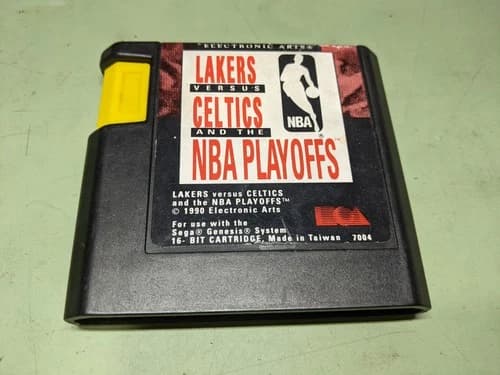 ELECTRONIC ARTS®
LAKERS
VERSUS
CELTICS
AND THE
NBA PLAYOFFS
NBA
LAKERS versus CELTICS
and the NBA PLAYOFFS™
© 1990 Electronic Arts
For use with the
Sega® Genesis® System
16- BIT CARTRIDGE, Made in Taiwan 7004